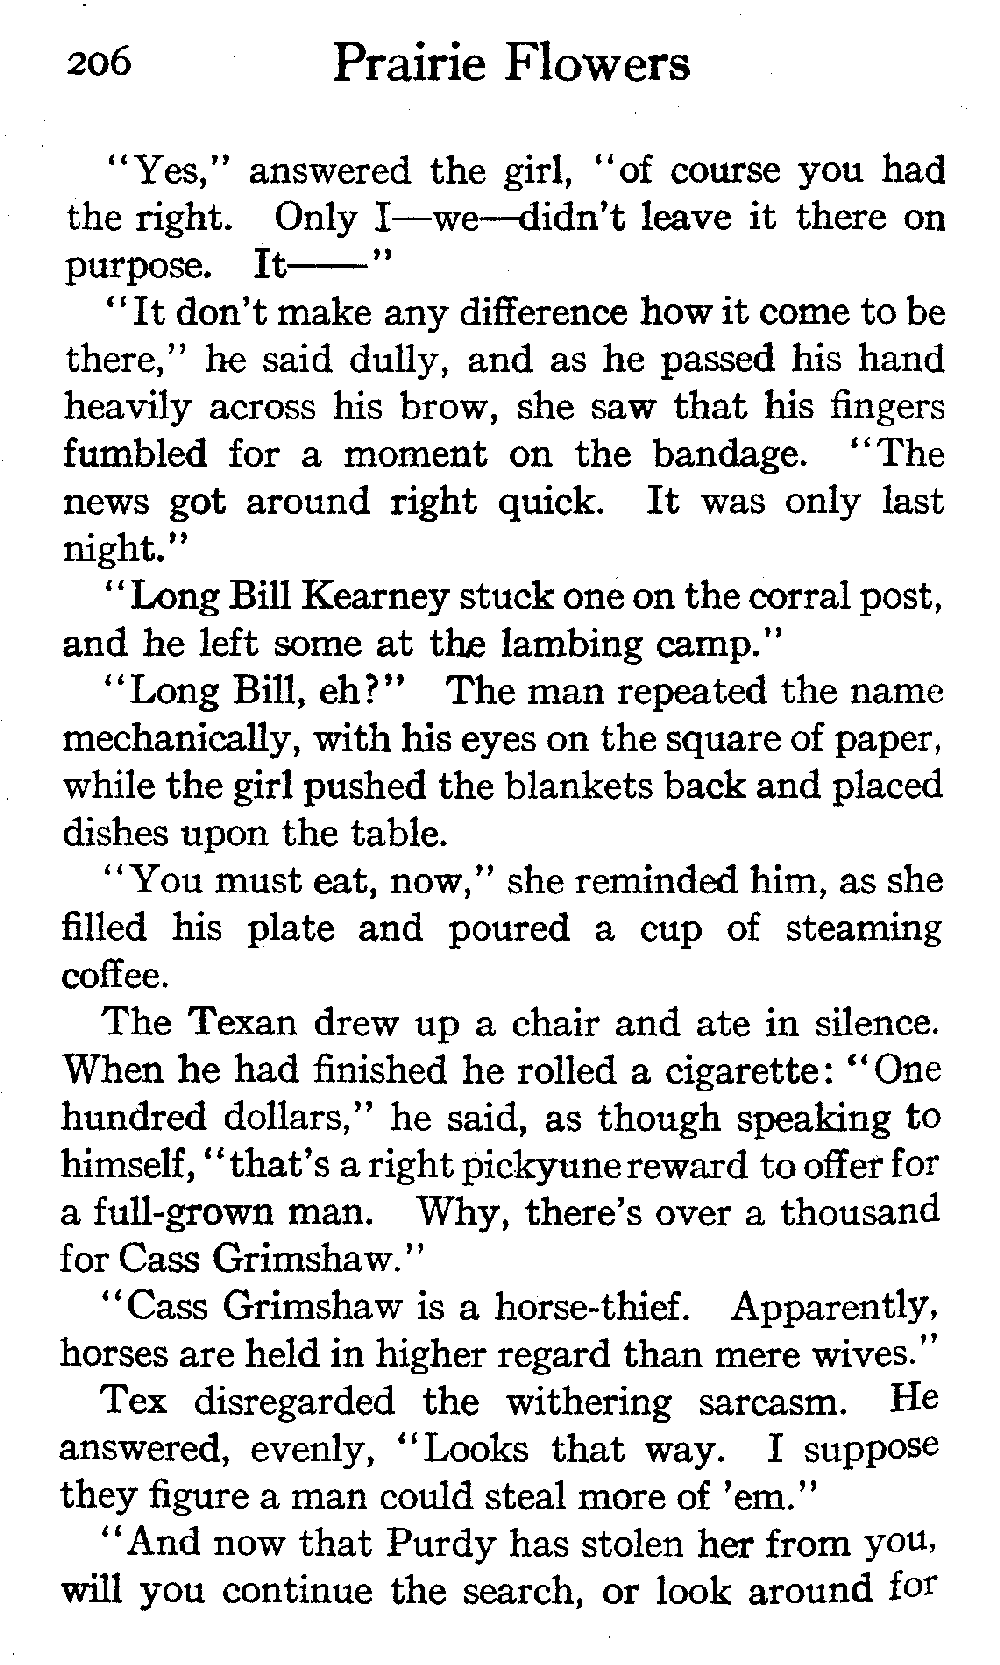 206 Prairie Flowers
"Yes," answered the girl, "of course you had
the right. Only I—we—didn't leave it there on
purpose. It——"
"It don't make any difference how it come to be
there," he said dully, and as he passed his hand
heavily across his brow, she saw that his fingers
fumbled for a moment on the bandage. "The
news got around right quick. It was only last
night."
"Long Bill Kearney stuck one on the corral post,
and he left some at the lambing camp."
"Long Bill, eh?" The man repeated the name
mechanically, with his eyes on the square of paper,
while the girl pushed the blankets back and placed
dishes upon the table.
"You must eat, now," she reminded him, as she
filled his plate and poured a cup of steaming
coffee.
The Texan drew up a chair and ate in silence.
When he had finished he rolled a cigarette: "One
hundred dollars," he said, as though speaking to
himself, "that's a right pickyune reward to offer for
a full-grown man. Why, there's over a thousand
for Cass Grimshaw."
"Cass Grimshaw is a horse-thief. Apparently,
horses are held in higher regard than mere wives."
Tex disregarded the withering sarcasm. He
answered, evenly, "Looks that way. I suppose
they figure a man could steal more of 'em."
"And now that Purdy has stolen her from you,
will you continue the search, or look around for